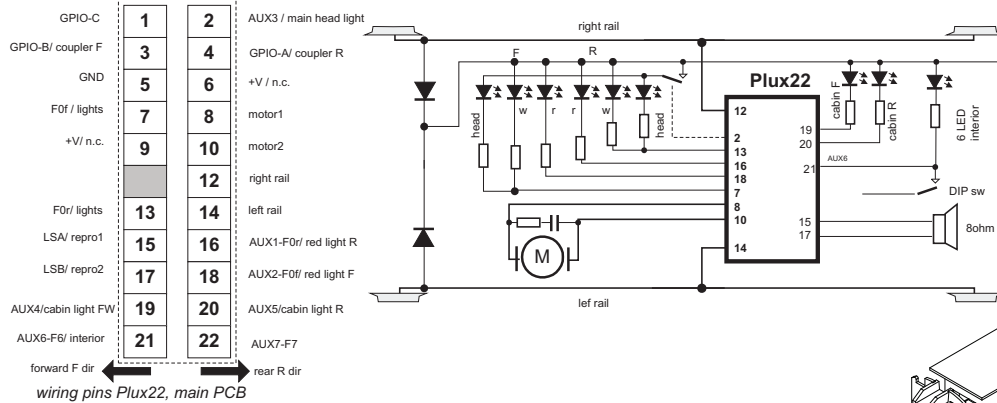 GPIO-C 1 2 AUX3 / main head light
GPIO-B/ coupler F 3 4 GPIO-A/ coupler R
GND 5 6 +V / n.c.
F0f / lights 7 8 motor1
+V/ n.c. 9 10 motor2
12 right rail
F0r/ lights 13 14 left rail
LSA/ repro1 15 16 AUX1-F0r/ red light R
LSB/ repro2 17 18 AUX2-F0f/ red light F
AUX4/cabin light FW 19 20 AUX5/cabin light R
AUX6-F6/ interior 21 22 AUX7-F7
forward F dir rear R dir
wiring pins Plux22, main PCB
right rail
F R
head w r r w head
Plux22
12
2
13
16
18
7
8
10
14
19
20
21
15
17
cabin F
cabin R
6 LED
interior
AUX6
DIP sw
8ohm
M
lef rail